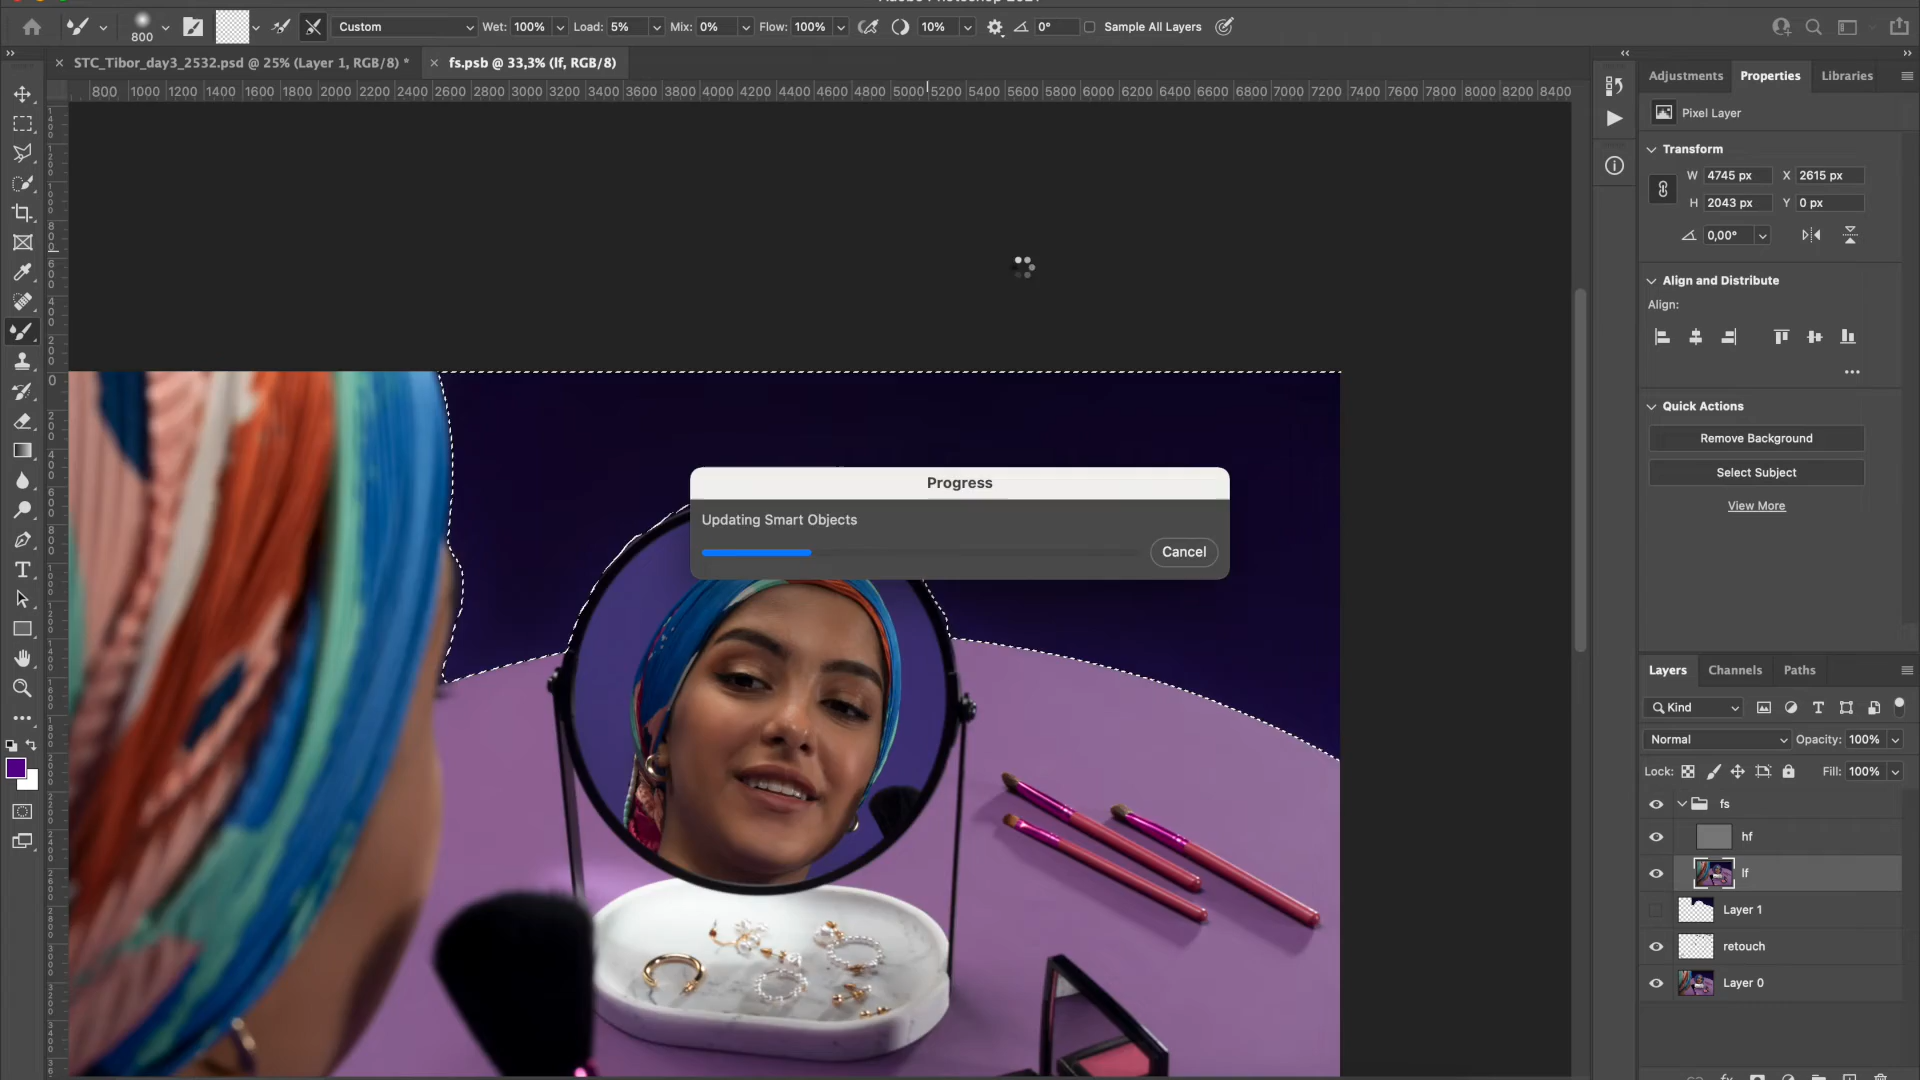 800
Custom
Wet: 100%
Load: 5%
Mix: 0%
Flow: 100%
10%
0°
Sample All Layers
STC_Tibor_day3_2532.psd @ 25% (Layer 1, RGB/8) *
fs.psb @ 33,3% (lf, RGB/8)
800 1000 1200 1400 1600 1800 2000 2200 2400 2600 2800 3000 3200 3400 3600 3800 4000 4200 4400 4600 4800 5000 5200 5400 5600 5800 6000 6200 6400 6600 6800 7000 7200 7400 7600 7800 8000 8200 8400
Adjustments
Properties
Libraries
Pixel Layer
Transform
W 4745 px X 2615 px
H 2043 px Y 0 px
0,00°
Align and Distribute
Align:
Quick Actions
Remove Background
Select Subject
View More
Progress
Updating Smart Objects
Cancel
Layers
Channels
Paths
Kind
Normal
Opacity: 100%
Lock:
Fill: 100%
fs
hf
lf
Layer 1
retouch
Layer 0